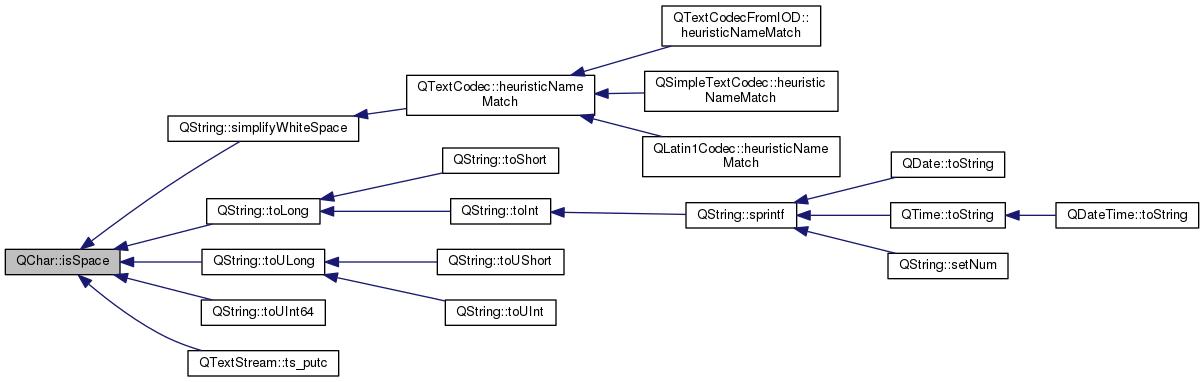 QTextCodecFromIOD::
heuristicNameMatch
QTextCodec::heuristicName
Match
QSimpleTextCodec::heuristic
NameMatch
QString::simplifyWhiteSpace
QLatin1Codec::heuristicName
Match
QString::toShort
QDate::toString
QString::toLong
QString::toInt
QString::sprintf
QTime::toString
QDateTime::toString
QChar::isSpace
QString::toULong
QString::toUShort
QString::setNum
QString::toUInt64
QString::toUInt
QTextStream::ts_putc